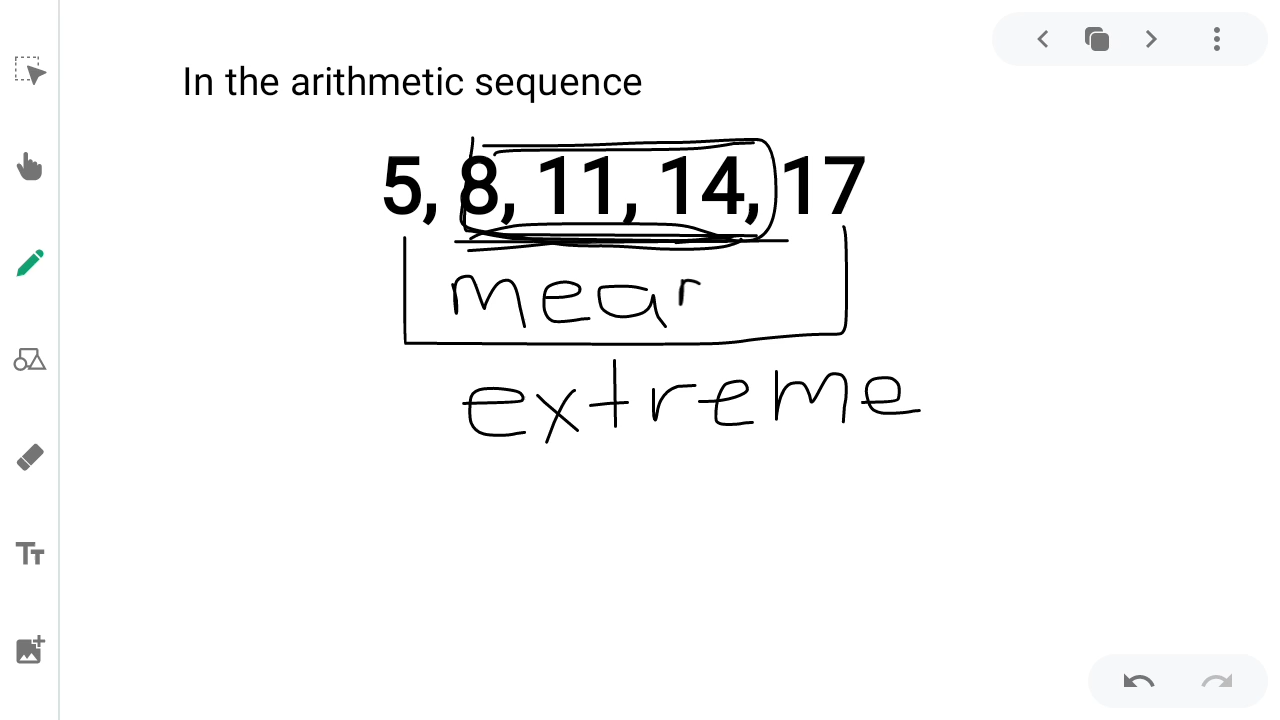 In the arithmetic sequence
5, 8, 11, 14, 17
mear
extreme